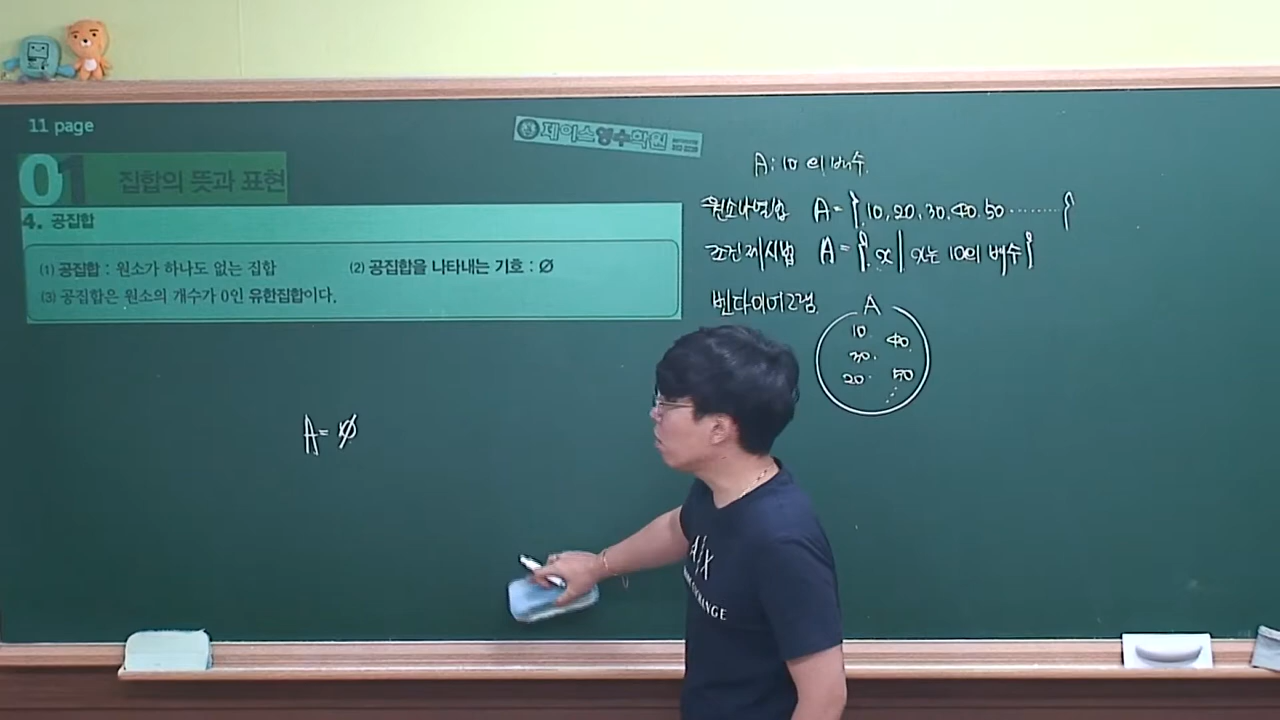 11 page
제이스영수학원
01 집합의 뜻과 표현
4. 공집합
(1) 공집합 : 원소가 하나도 없는 집합 (2) 공집합을 나타내는 기호 : ∅
(3) 공집합은 원소의 개수가 0인 유한집합이다.
A = ∅
A : 10의 배수
원소나열법 A = { 10, 20, 30, 40, 50 ········ }
조건제시법 A = { x | x는 10의 배수 }
벤다이어그램
A
10 40
30
20 50
A/X
EXCHANGE